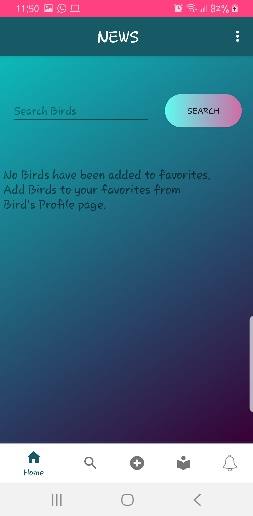 11:50
82%
NEWS
Search Birds
SEARCH
No Birds have been added to favorites.
Add Birds to your favorites from
Bird's Profile page.
Home